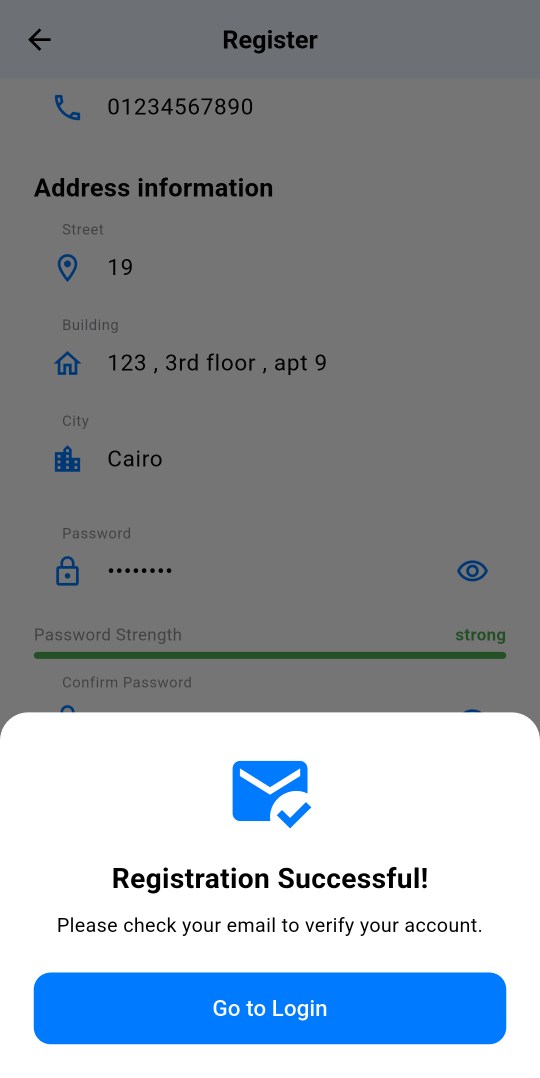 Register
01234567890
Address information
Street
19
Building
123 , 3rd floor , apt 9
City
Cairo
Password
••••••••
Password Strength strong
Confirm Password
Registration Successful!
Please check your email to verify your account.
Go to Login